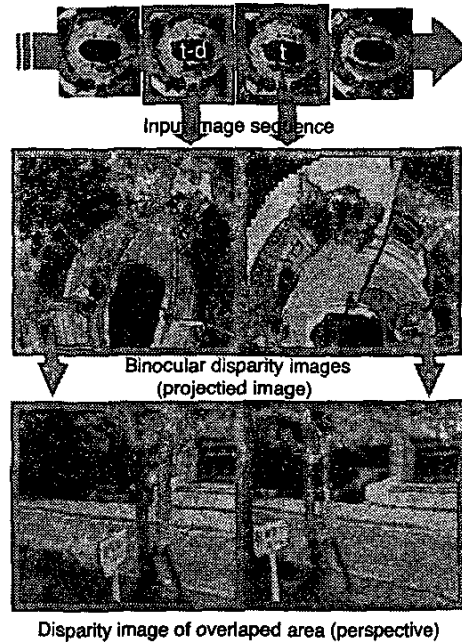 t-d
t
Input image sequence
Binocular disparity images
(projectied image)
Disparity image of overlaped area (perspective)